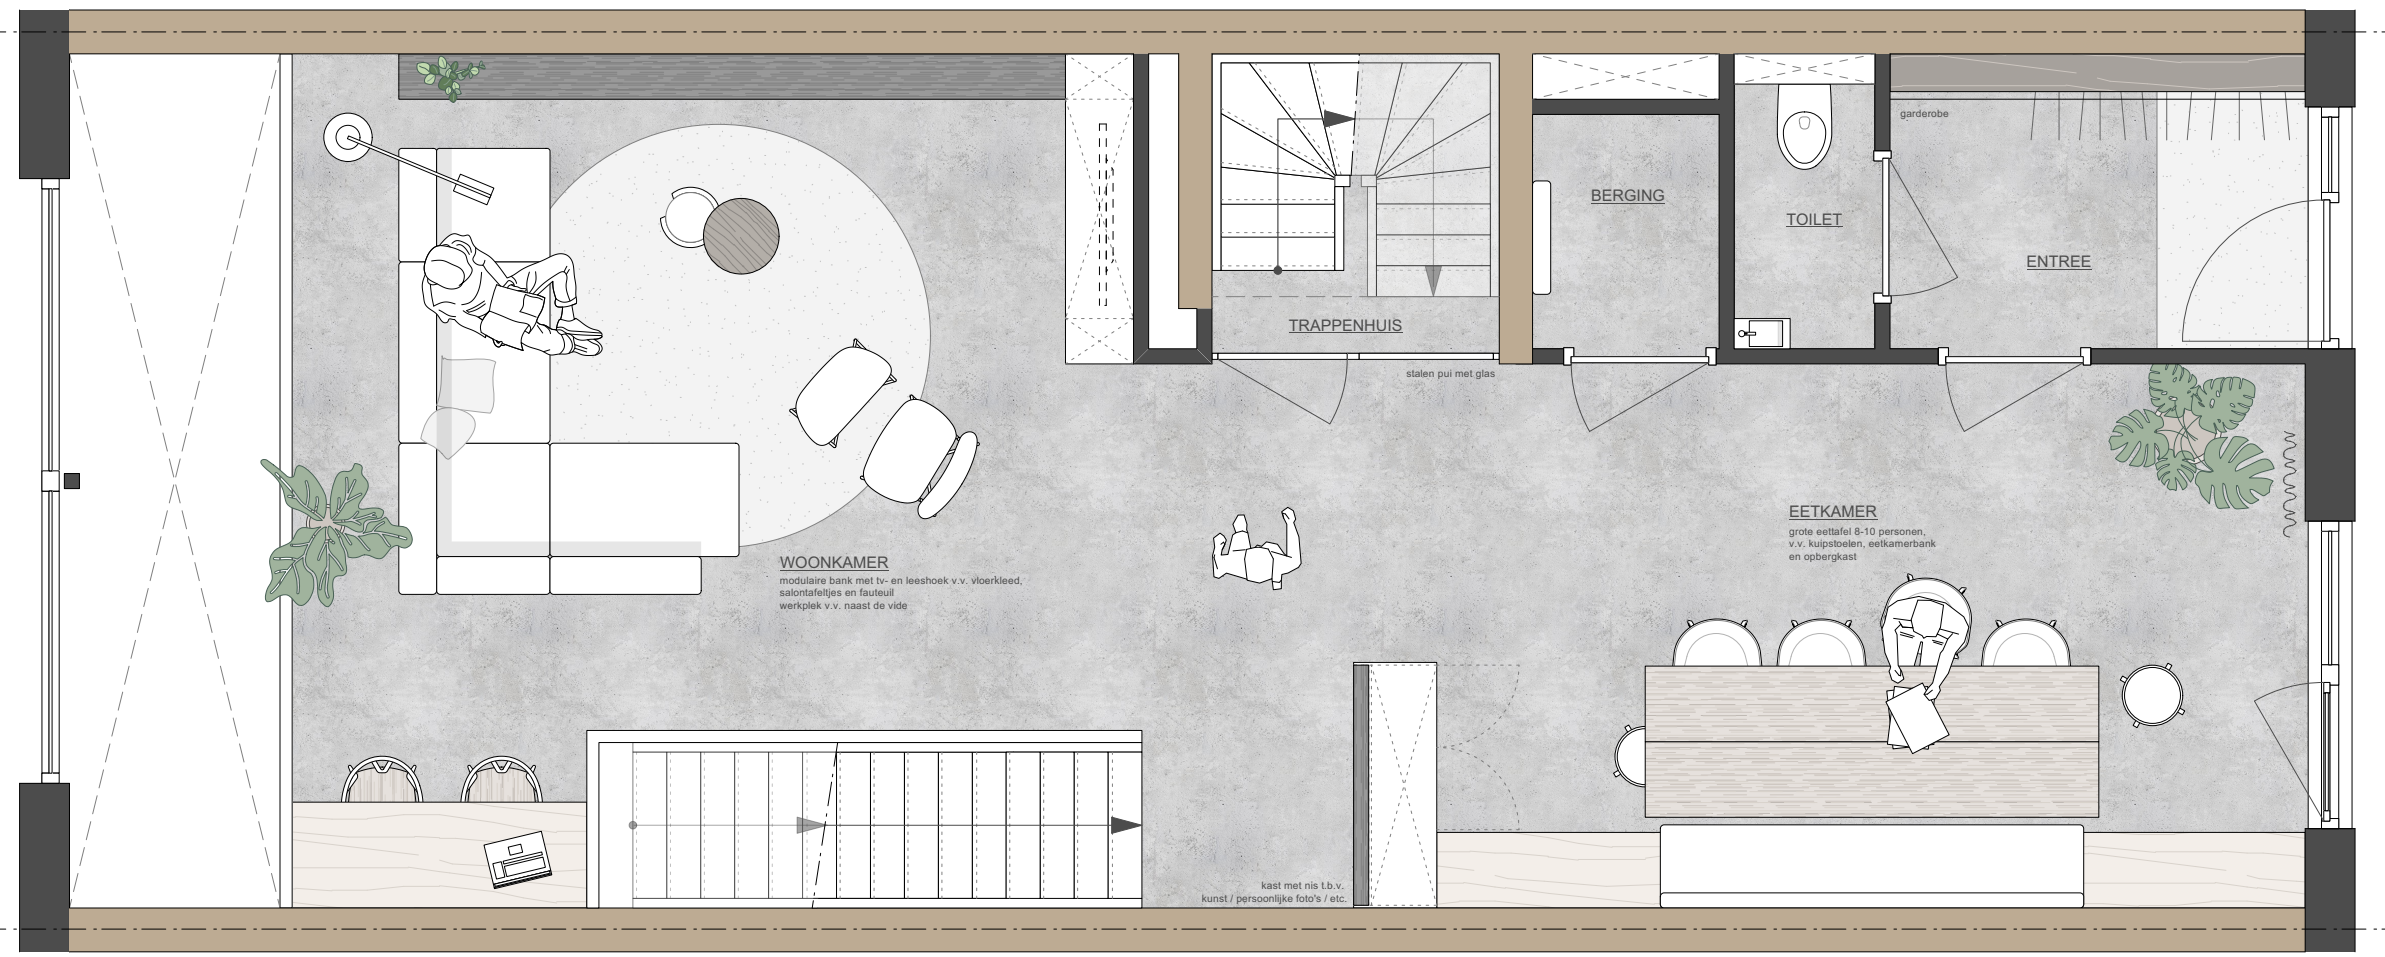 garderobe
BERGING
TOILET
ENTREE
TRAPPENHUIS
stalen pui met glas
EETKAMER
grote eettafel 8-10 personen,
v.v. kuipstoelen, eetkamerbank
en opbergkast
WOONKAMER
modulaire bank met tv- en leeshoek v.v. vloerkleed,
salontafeltjes en fauteuil
werkplek v.v. naast de vide
kast met nis t.b.v.
kunst / persoonlijke foto's / etc.